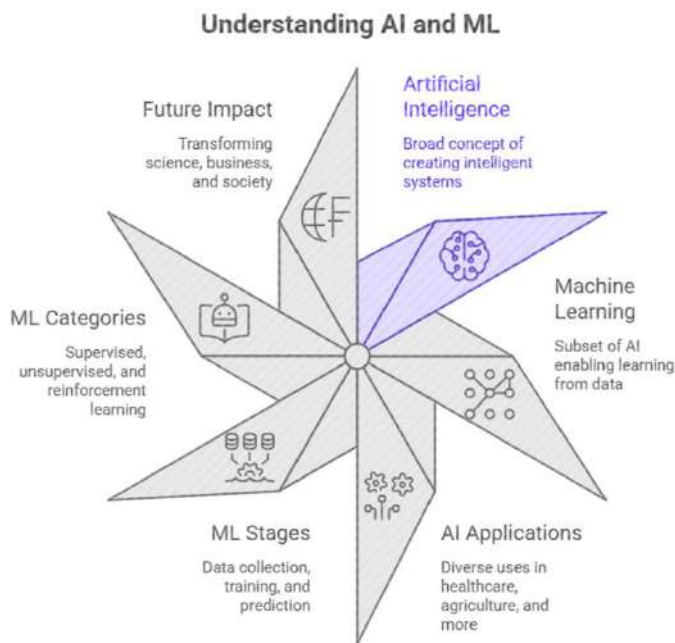 Understanding AI and ML
Artificial
Intelligence
Broad concept of
creating intelligent
systems
Machine
Learning
Subset of AI
enabling learning
from data
AI Applications
Diverse uses in
healthcare,
agriculture, and
more
ML Stages
Data collection,
training, and
prediction
ML Categories
Supervised,
unsupervised, and
reinforcement
learning
Future Impact
Transforming
science, business,
and society